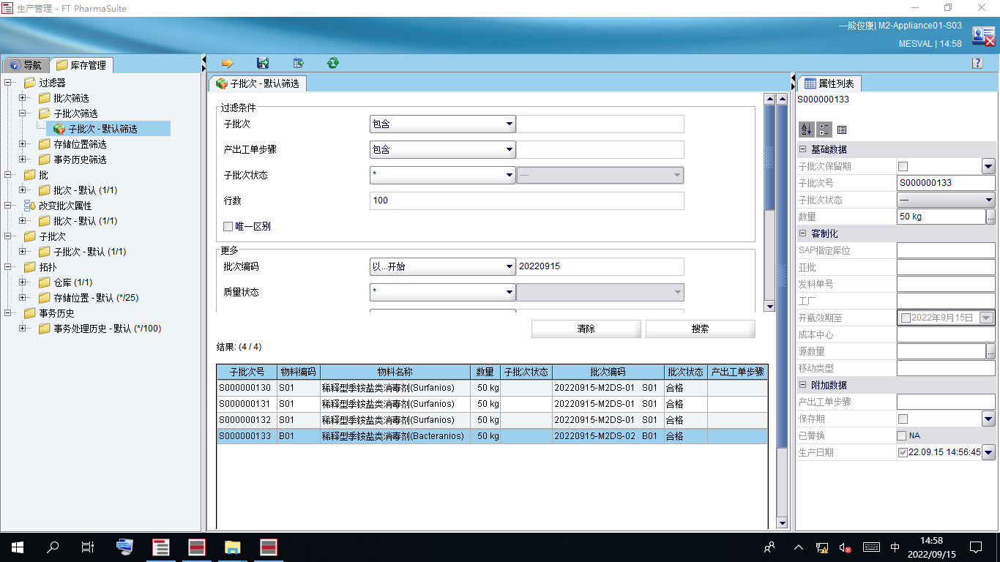 生产管理 - FT PharmaSuite
---熊俊康| M2-Appliance01-S03
MESVAL | 14:58
导航
库存管理
过滤器
批次筛选
子批次筛选
子批次 - 默认筛选
存储位置筛选
事务历史筛选
批
批次 - 默认 (1/1)
改变批次属性
批次 - 默认 (1/1)
子批次
子批次 - 默认 (1/1)
拓扑
仓库 (1/1)
存储位置 - 默认 (*/25)
事务历史
事务处理历史 - 默认 (*/100)
子批次 - 默认筛选
过滤条件
子批次 包含
产出工单步骤 包含
子批次状态 * ---
行数 100
唯一区别
更多
批次编码 以...开始 20220915
质量状态 *
清除 搜索
结果: (4 / 4)
子批次号 物料编码 物料名称 数量 子批次状态 批次编码 批次状态 产出工单步骤
S000000130 S01 稀释型季铵盐类消毒剂(Surfanios) 50 kg 20220915-M2DS-01 S01 合格
S000000131 S01 稀释型季铵盐类消毒剂(Surfanios) 50 kg 20220915-M2DS-01 S01 合格
S000000132 S01 稀释型季铵盐类消毒剂(Surfanios) 50 kg 20220915-M2DS-01 S01 合格
S000000133 B01 稀释型季铵盐类消毒剂(Bacteranios) 50 kg 20220915-M2DS-02 B01 合格
属性列表
S000000133
基础数据
子批次保留期
子批次号 S000000133
子批次状态 ---
数量 50 kg ...
客制化
SAP指定库位
亚批
发料单号
工厂
开瓶效期至 2022年9月15日
成本中心
源数量 ...
移动类型
附加数据
产出工单步骤
保存期
已替换 NA
生产日期 22.09.15 14:56:45
中
14:58
2022/09/15